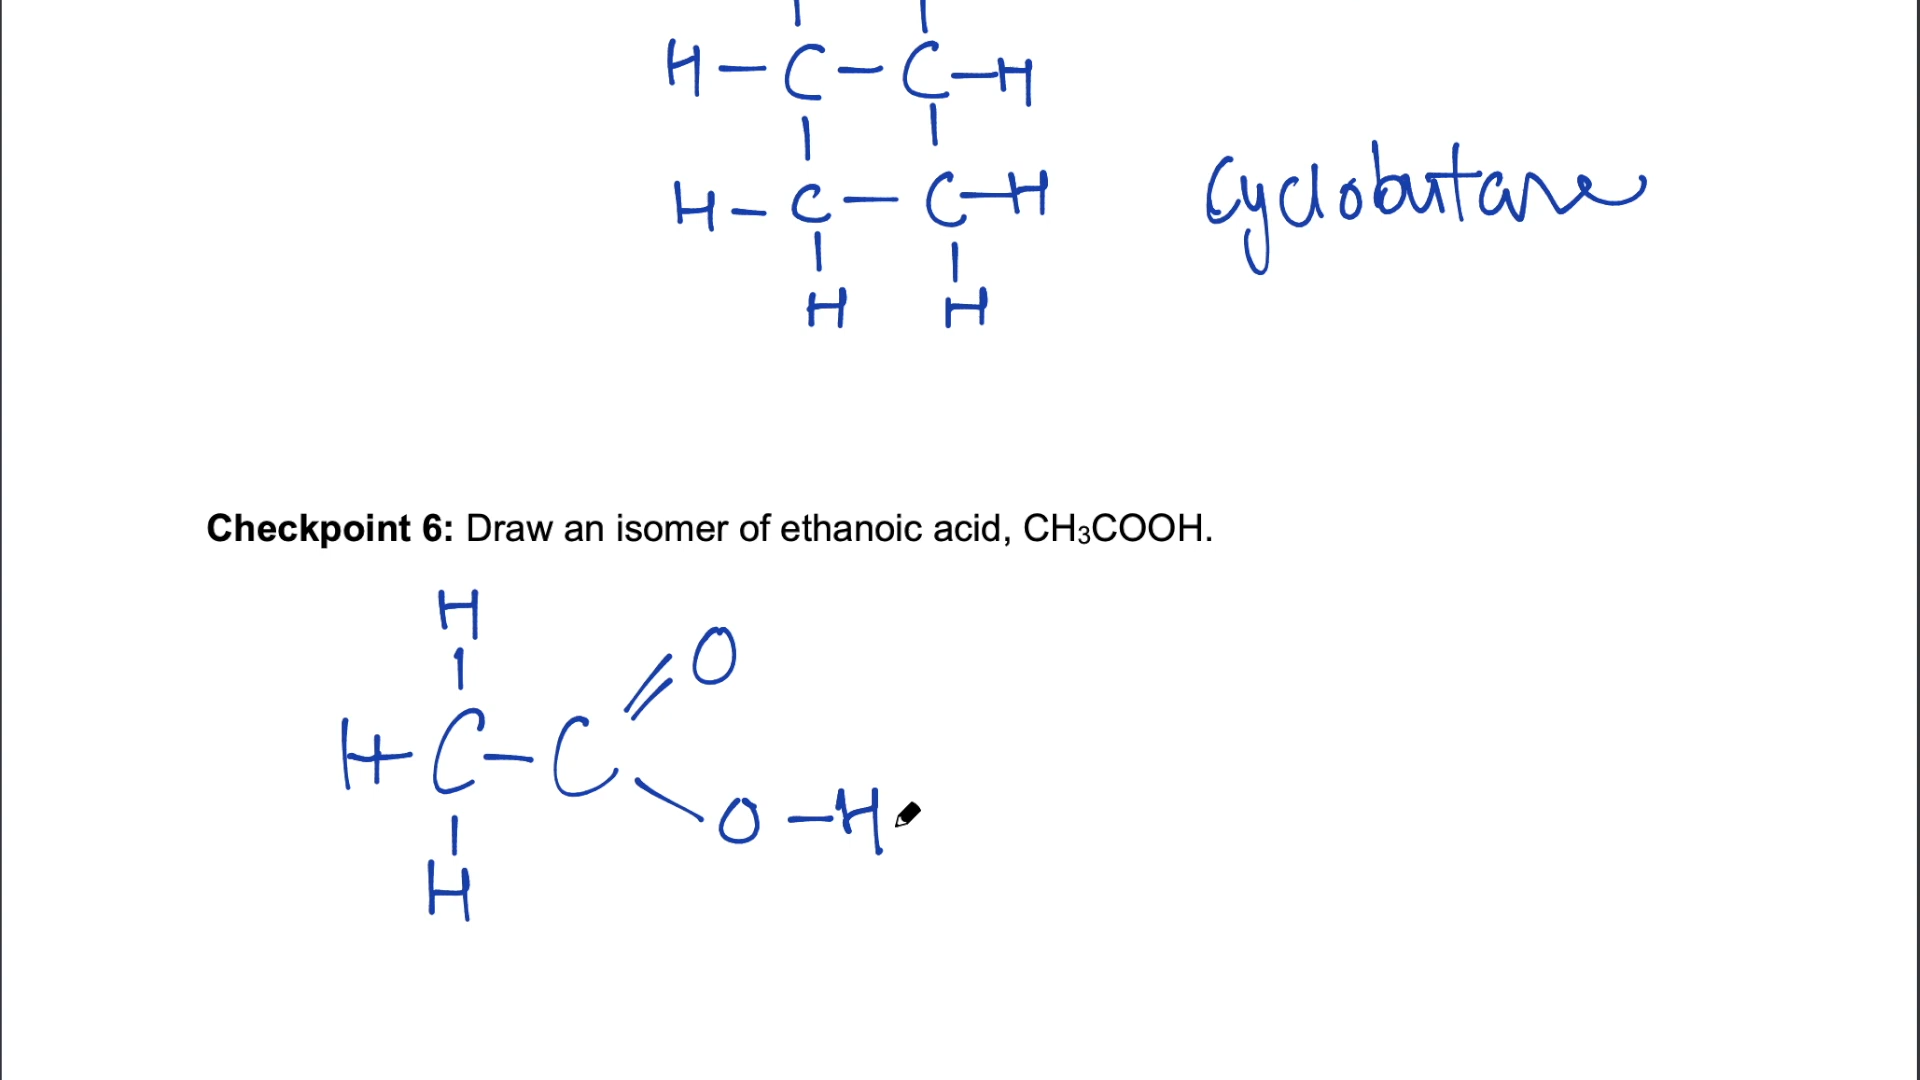 H – C – C – H
H – C – C – H
H H
Cyclobutane
Checkpoint 6: Draw an isomer of ethanoic acid, CH₃COOH.
H
O
H – C – C
O – H
H